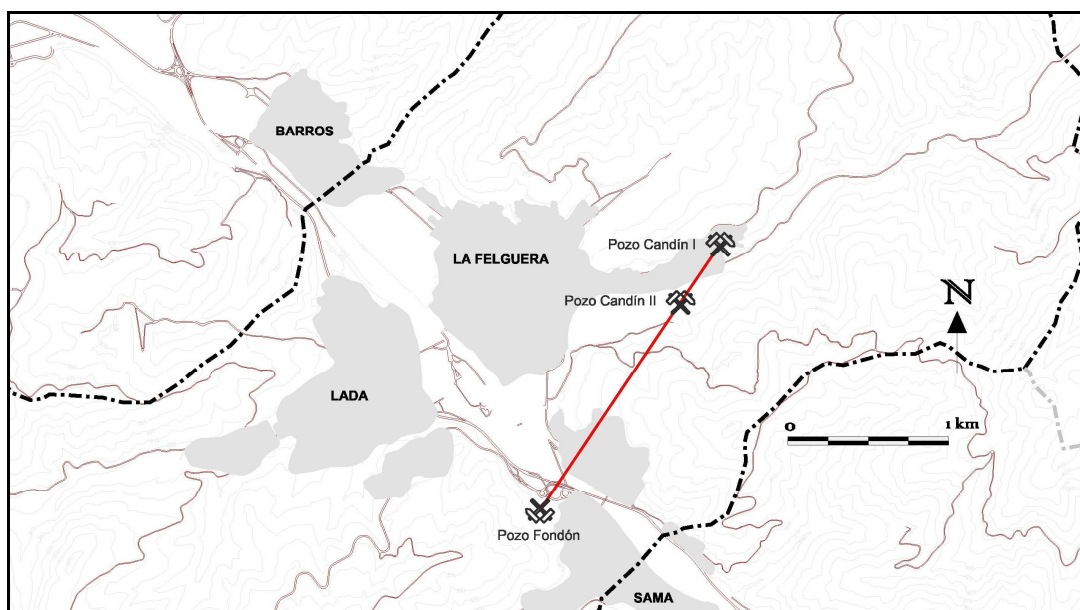 BARROS
Pozo Candín I
LA FELGUERA
Pozo Candín II
N
LADA
0
1 km
Pozo Fondón
SAMA